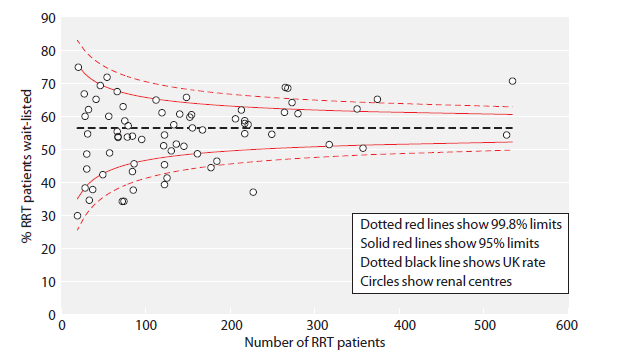 90
80
70
60
50
40
30
20
10
0
% RRT patients wait-listed
Dotted red lines show 99.8% limits
Solid red lines show 95% limits
Dotted black line shows UK rate
Circles show renal centres
0 100 200 300 400 500 600
Number of RRT patients